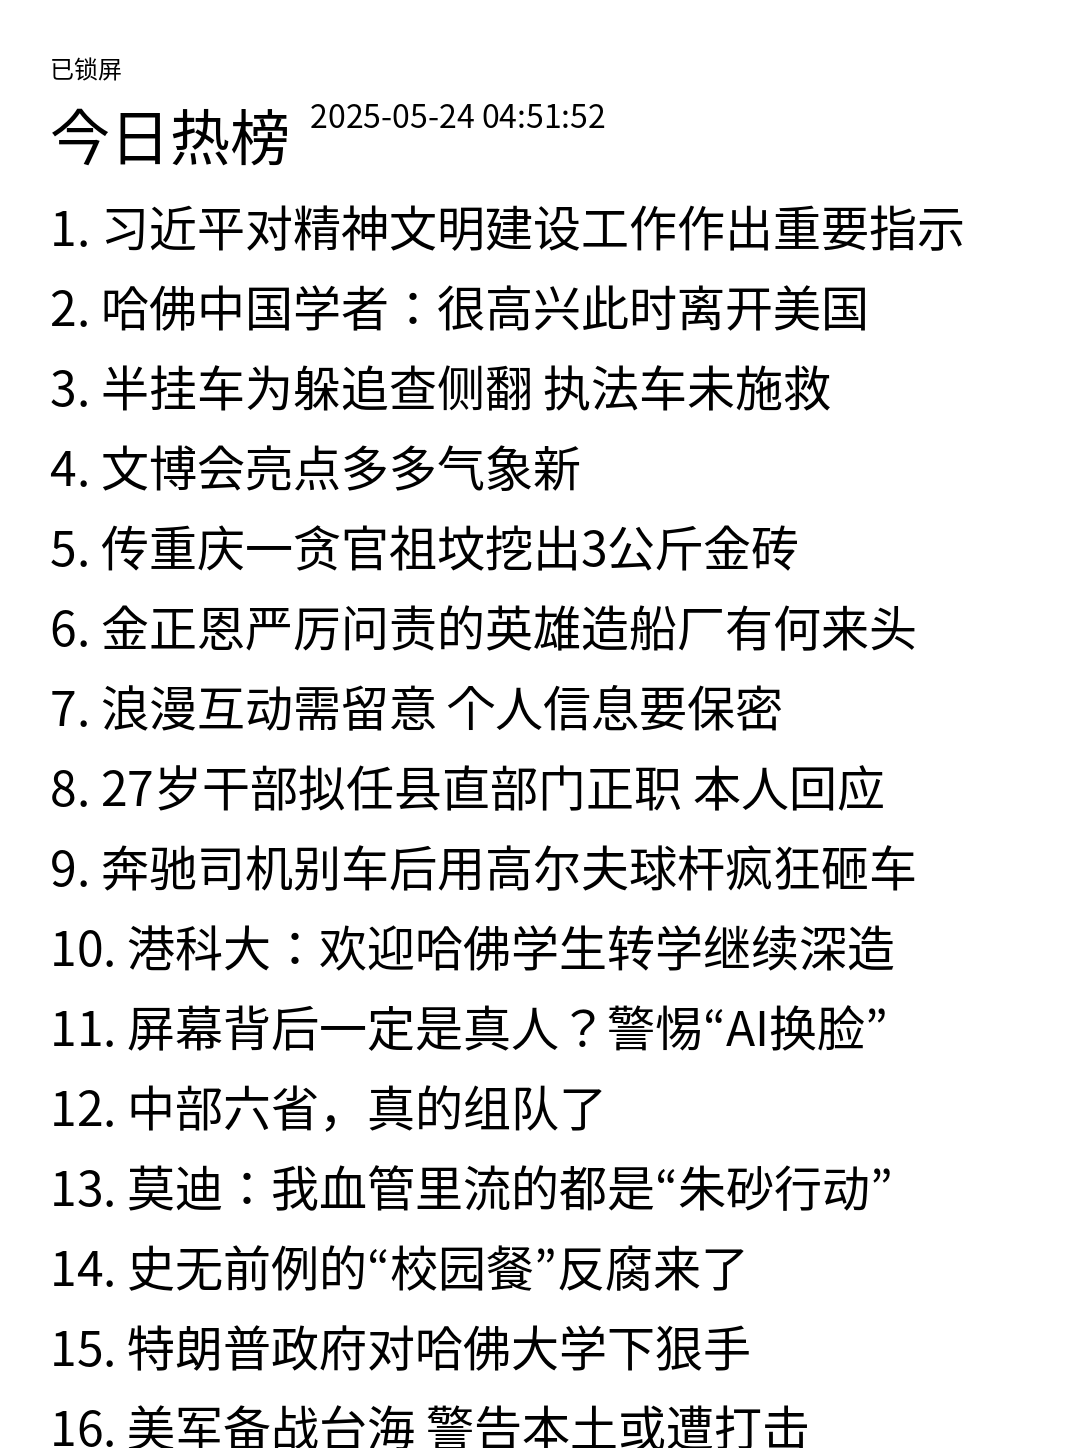 已锁屏
今日热榜 2025-05-24 04:51:52
1. 习近平对精神文明建设工作作出重要指示
2. 哈佛中国学者：很高兴此时离开美国
3. 半挂车为躲追查侧翻 执法车未施救
4. 文博会亮点多多气象新
5. 传重庆一贪官祖坟挖出3公斤金砖
6. 金正恩严厉问责的英雄造船厂有何来头
7. 浪漫互动需留意 个人信息要保密
8. 27岁干部拟任县直部门正职 本人回应
9. 奔驰司机别车后用高尔夫球杆疯狂砸车
10. 港科大：欢迎哈佛学生转学继续深造
11. 屏幕背后一定是真人？警惕“AI换脸”
12. 中部六省，真的组队了
13. 莫迪：我血管里流的都是“朱砂行动”
14. 史无前例的“校园餐”反腐来了
15. 特朗普政府对哈佛大学下狠手
16. 美军备战台海 警告本土或遭打击